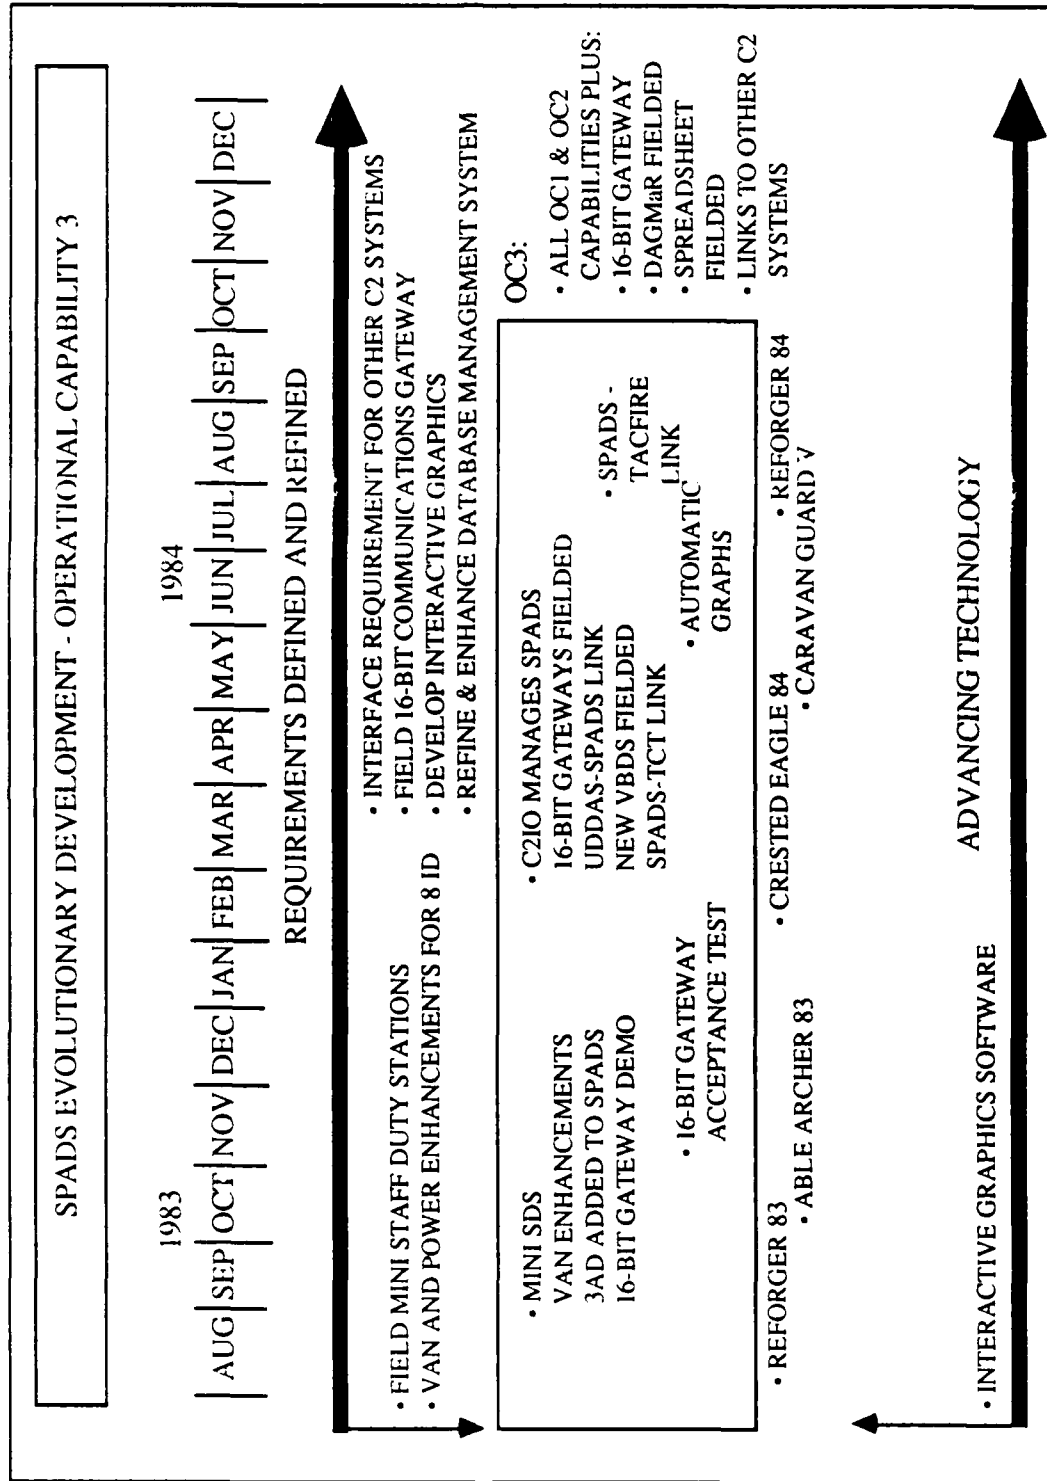 SPADS EVOLUTIONARY DEVELOPMENT - OPERATIONAL CAPABILITY 3
1983
1984
AUG SEP OCT NOV DEC JAN FEB MAR APR MAY JUN JUL AUG SEP OCT NOV DEC
REQUIREMENTS DEFINED AND REFINED
• FIELD MINI STAFF DUTY STATIONS
• VAN AND POWER ENHANCEMENTS FOR 8 ID
• INTERFACE REQUIREMENT FOR OTHER C2 SYSTEMS
• FIELD 16-BIT COMMUNICATIONS GATEWAY
• DEVELOP INTERACTIVE GRAPHICS
• REFINE & ENHANCE DATABASE MANAGEMENT SYSTEM
• MINI SDS
VAN ENHANCEMENTS
3AD ADDED TO SPADS
16-BIT GATEWAY DEMO
• 16-BIT GATEWAY
ACCEPTANCE TEST
• C2IO MANAGES SPADS
16-BIT GATEWAYS FIELDED
UDDAS-SPADS LINK
NEW VBDS FIELDED
SPADS-TCT LINK
• AUTOMATIC
GRAPHS
• SPADS -
TACFIRE
LINK
OC3:
• ALL OC1 & OC2
CAPABILITIES PLUS:
• 16-BIT GATEWAY
• DAGMaR FIELDED
• SPREADSHEET
FIELDED
• LINKS TO OTHER C2
SYSTEMS
• REFORGER 83
• ABLE ARCHER 83
• CRESTED EAGLE 84
• CARAVAN GUARD V
• REFORGER 84
• INTERACTIVE GRAPHICS SOFTWARE
ADVANCING TECHNOLOGY